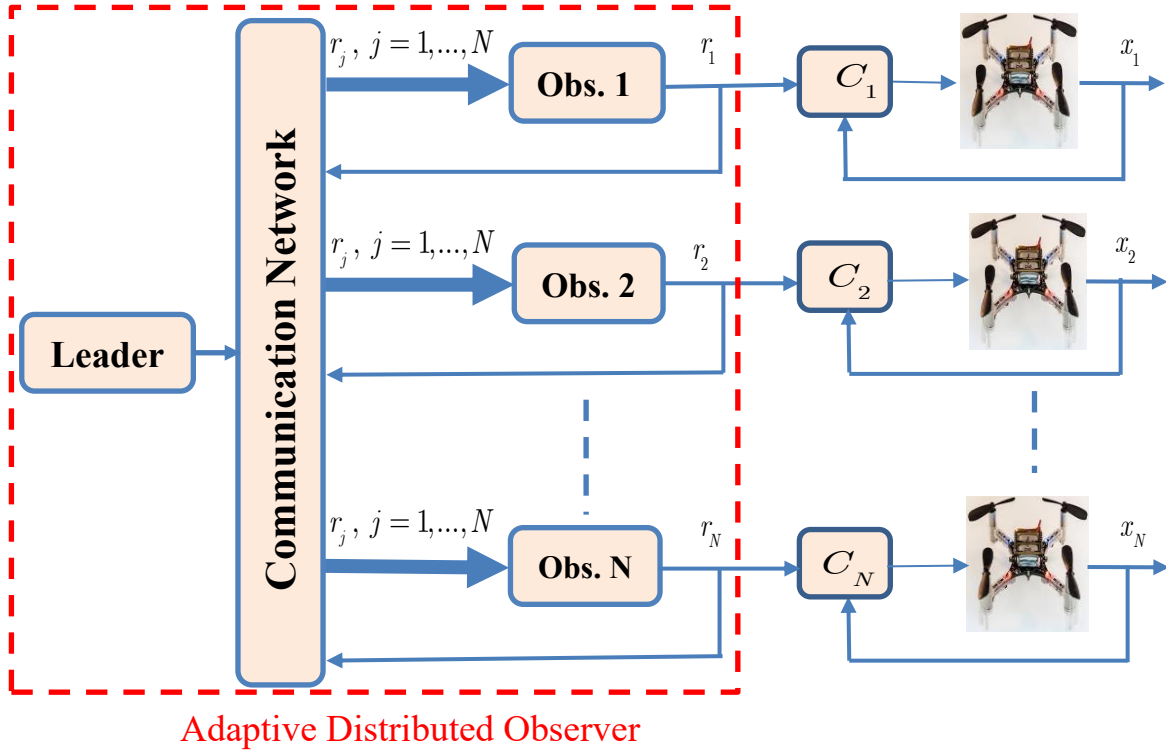 r_j, j = 1,...,N
Obs. 1
r_1
C_1
x_1
r_j, j = 1,...,N
Obs. 2
r_2
C_2
x_2
Leader
Communication Network
r_j, j = 1,...,N
Obs. N
r_N
C_N
x_N
Adaptive Distributed Observer